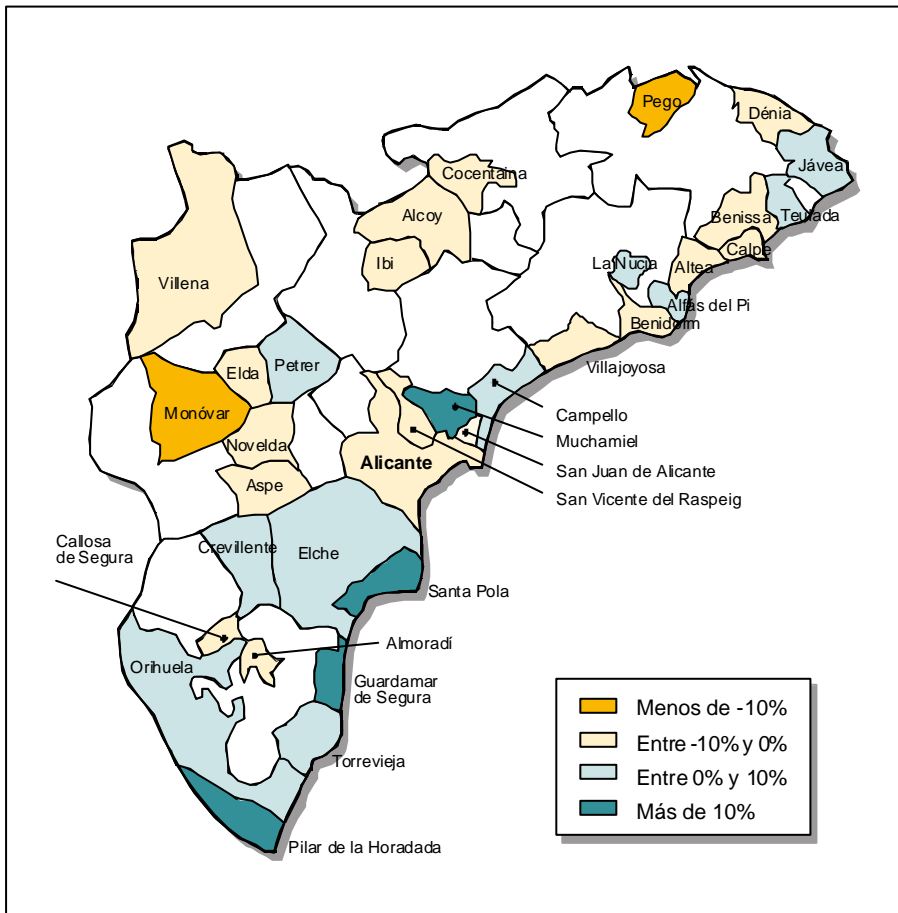 Pego
Dénia
Jávea
Cocentaina
Alcoy
Benissa
Teulada
Calpe
Ibi
La Nucia
Altea
Villena
Alfás del Pi
Benidorm
Villajoyosa
Elda
Petrer
Monóvar
Campello
Muchamiel
Novelda
Alicante
San Juan de Alicante
Aspe
San Vicente del Raspeig
Callosa
de Segura
Crevillente
Elche
Santa Pola
Almoradí
Orihuela
Guardamar
de Segura
Torrevieja
Pilar de la Horadada
Menos de -10%
Entre -10% y 0%
Entre 0% y 10%
Más de 10%